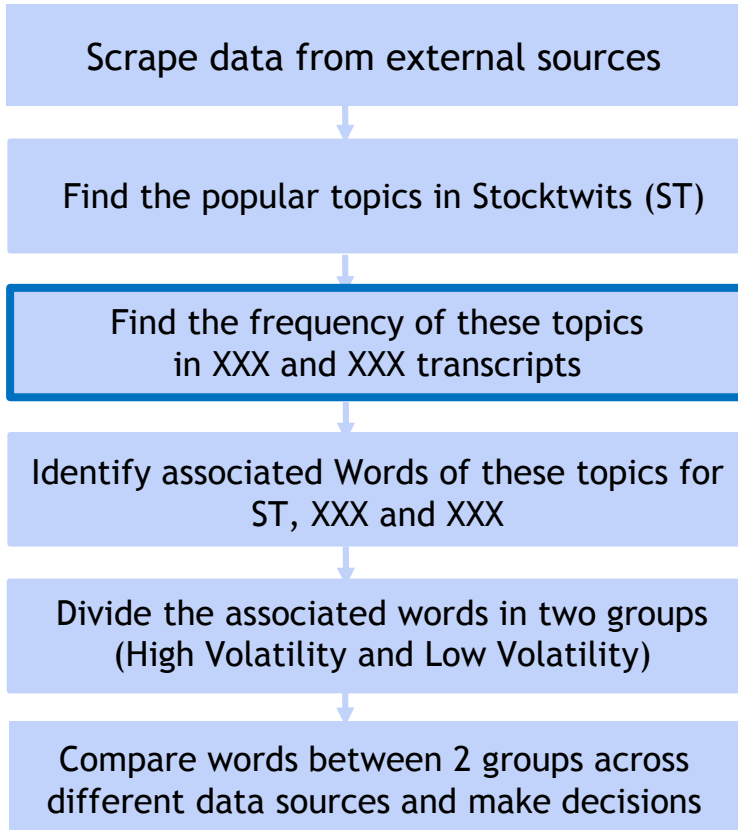 Scrape data from external sources
Find the popular topics in Stocktwits (ST)
Find the frequency of these topics
in XXX and XXX transcripts
Identify associated Words of these topics for
ST, XXX and XXX
Divide the associated words in two groups
(High Volatility and Low Volatility)
Compare words between 2 groups across
different data sources and make decisions